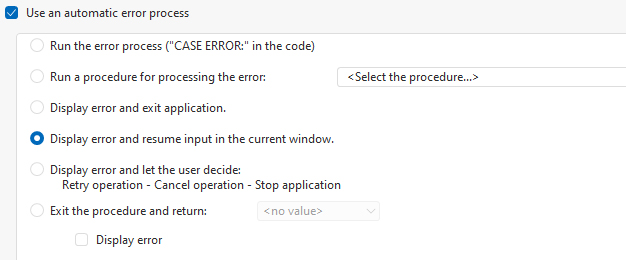 Use an automatic error process
Run the error process ("CASE ERROR:" in the code)
Run a procedure for processing the error: <Select the procedure...>
Display error and exit application.
Display error and resume input in the current window.
Display error and let the user decide:
Retry operation - Cancel operation - Stop application
Exit the procedure and return: <no value>
Display error